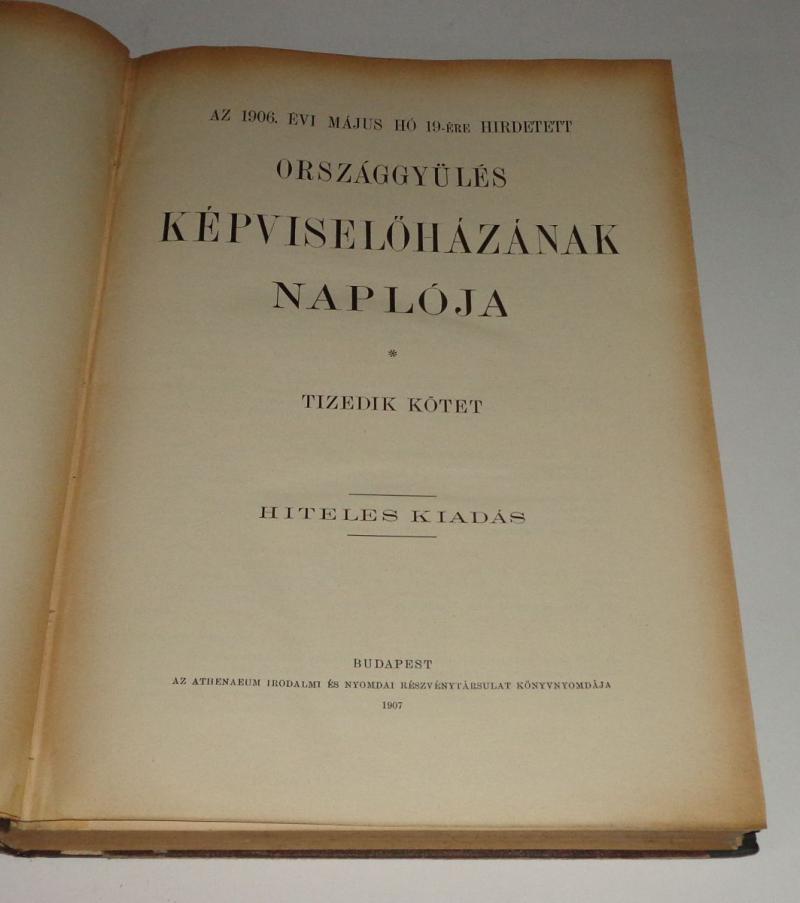 AZ 1906. ÉVI MÁJUS HÓ 19-ÉRE HIRDETETT
ORSZÁGGYÜLÉS
KÉPVISELŐHÁZÁNAK
NAPLÓJA
*
TIZEDIK KÖTET
HITELES KIADÁS
BUDAPEST
AZ ATHENAEUM IRODALMI ÉS NYOMDAI RÉSZVÉNYTÁRSULAT KÖNYVNYOMDÁJA
1907